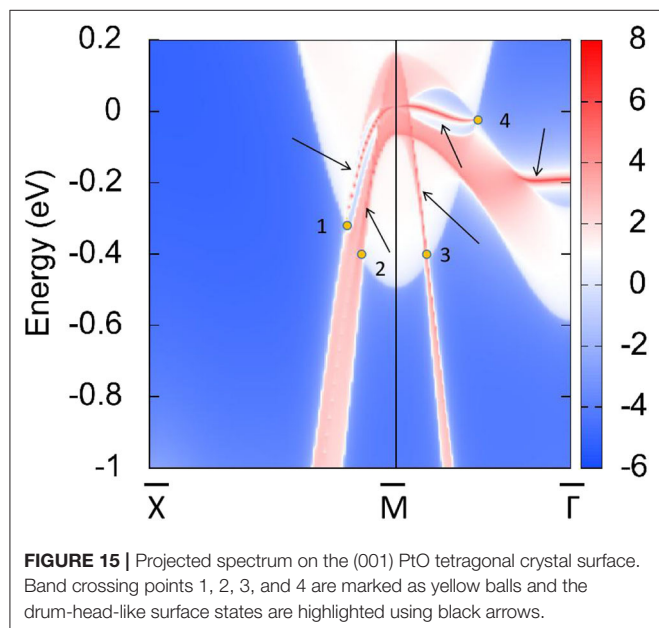 0.2
0
-0.2
-0.4
-0.6
-0.8
-1
Energy (eV)
X
M
Γ
1
2
3
4
8
6
4
2
0
-2
-4
-6
FIGURE 15 | Projected spectrum on the (001) PtO tetragonal crystal surface.
Band crossing points 1, 2, 3, and 4 are marked as yellow balls and the
drum-head-like surface states are highlighted using black arrows.